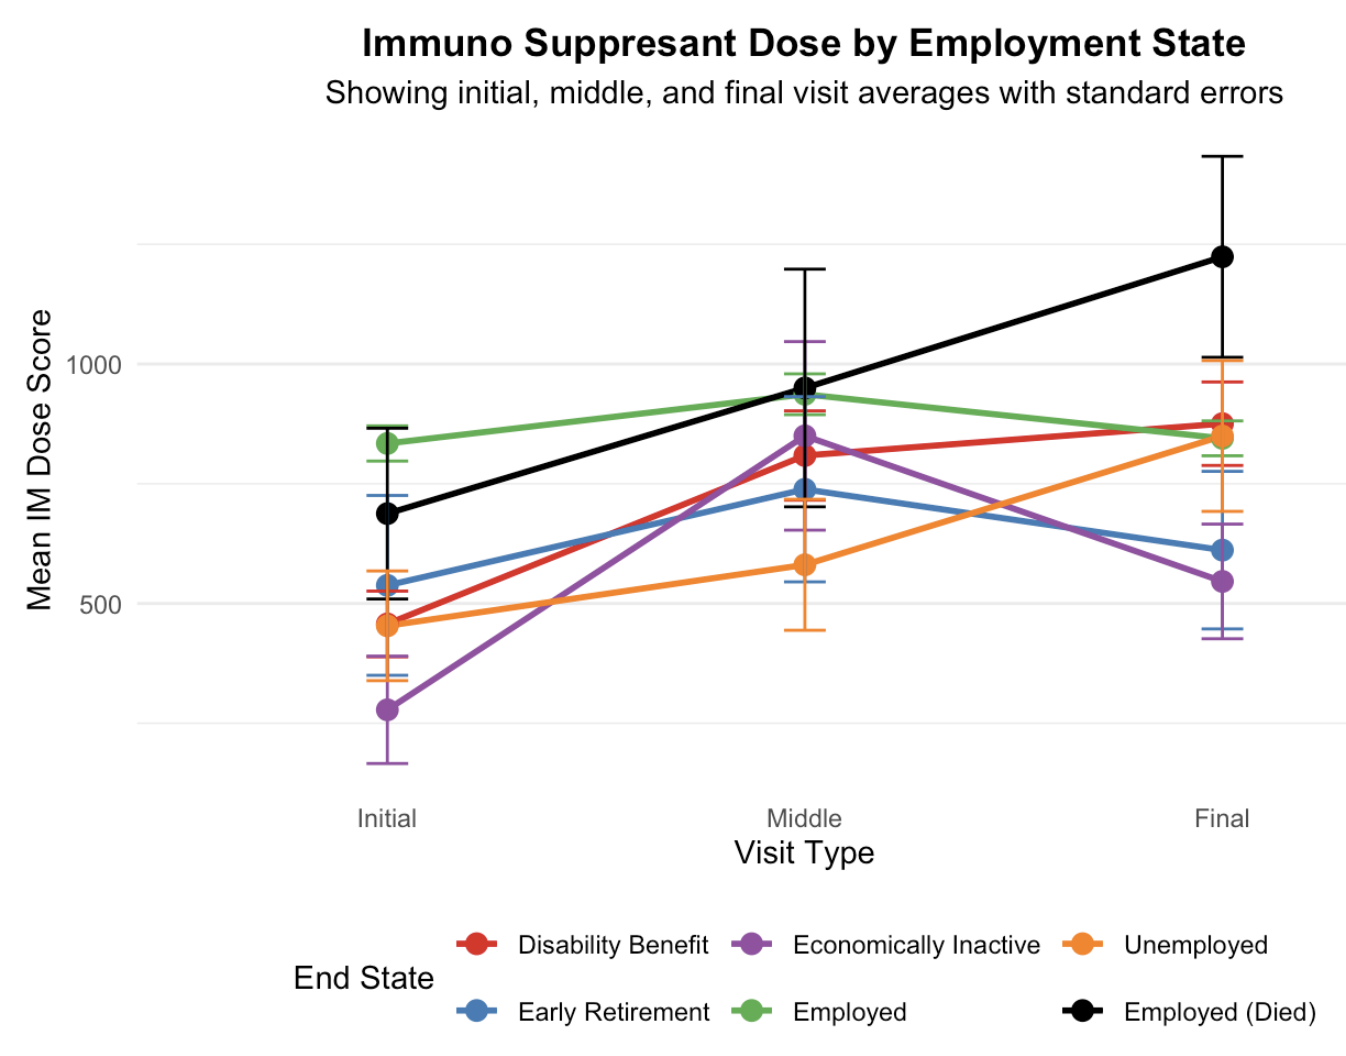 Immuno Suppresant Dose by Employment State
Showing initial, middle, and final visit averages with standard errors
Mean IM Dose Score
1000
500
Initial
Middle
Final
Visit Type
End State
Disability Benefit
Economically Inactive
Unemployed
Early Retirement
Employed
Employed (Died)